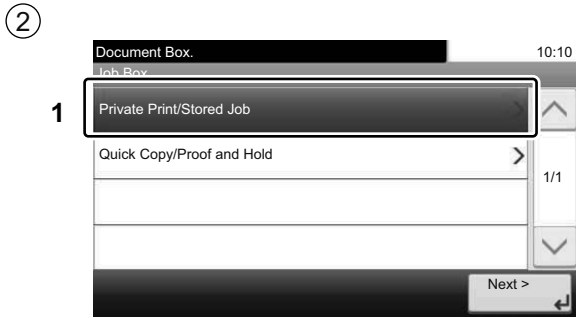 2
Document Box.
10:10
Job Box.
1
Private Print/Stored Job
Quick Copy/Proof and Hold
1/1
Next >